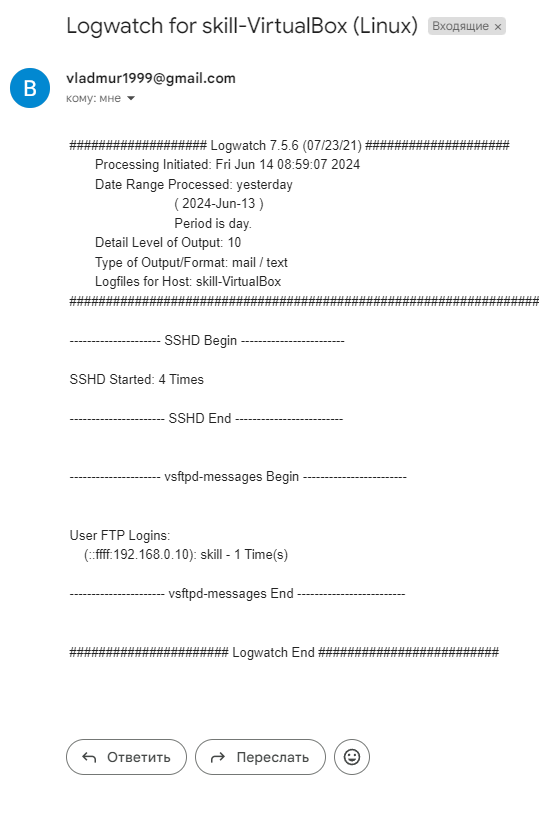 Logwatch for skill-VirtualBox (Linux) Входящие ×
В
vladmur1999@gmail.com
кому: мне
################### Logwatch 7.5.6 (07/23/21) ####################
Processing Initiated: Fri Jun 14 08:59:07 2024
Date Range Processed: yesterday
( 2024-Jun-13 )
Period is day.
Detail Level of Output: 10
Type of Output/Format: mail / text
Logfiles for Host: skill-VirtualBox
##################################################################
--------------------- SSHD Begin ------------------------
SSHD Started: 4 Times
---------------------- SSHD End -------------------------
--------------------- vsftpd-messages Begin ------------------------
User FTP Logins:
(::ffff:192.168.0.10): skill - 1 Time(s)
---------------------- vsftpd-messages End -------------------------
###################### Logwatch End #########################
Ответить Переслать